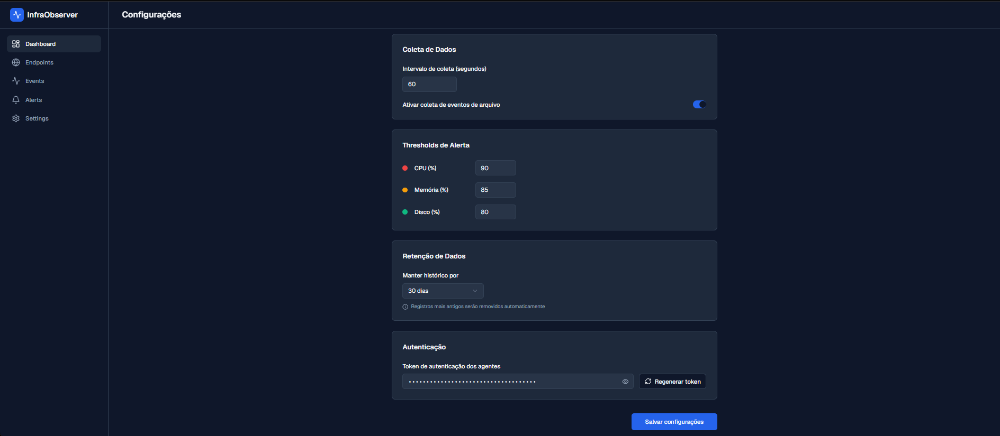 InfraObserver
Configurações
Dashboard
Endpoints
Events
Alerts
Settings
Coleta de Dados
Intervalo de coleta (segundos)
60
Ativar coleta de eventos de arquivo
Thresholds de Alerta
CPU (%)
90
Memória (%)
85
Disco (%)
80
Retenção de Dados
Manter histórico por
30 dias
Registros mais antigos serão removidos automaticamente
Autenticação
Token de autenticação dos agentes
Regenerar token
Salvar configurações